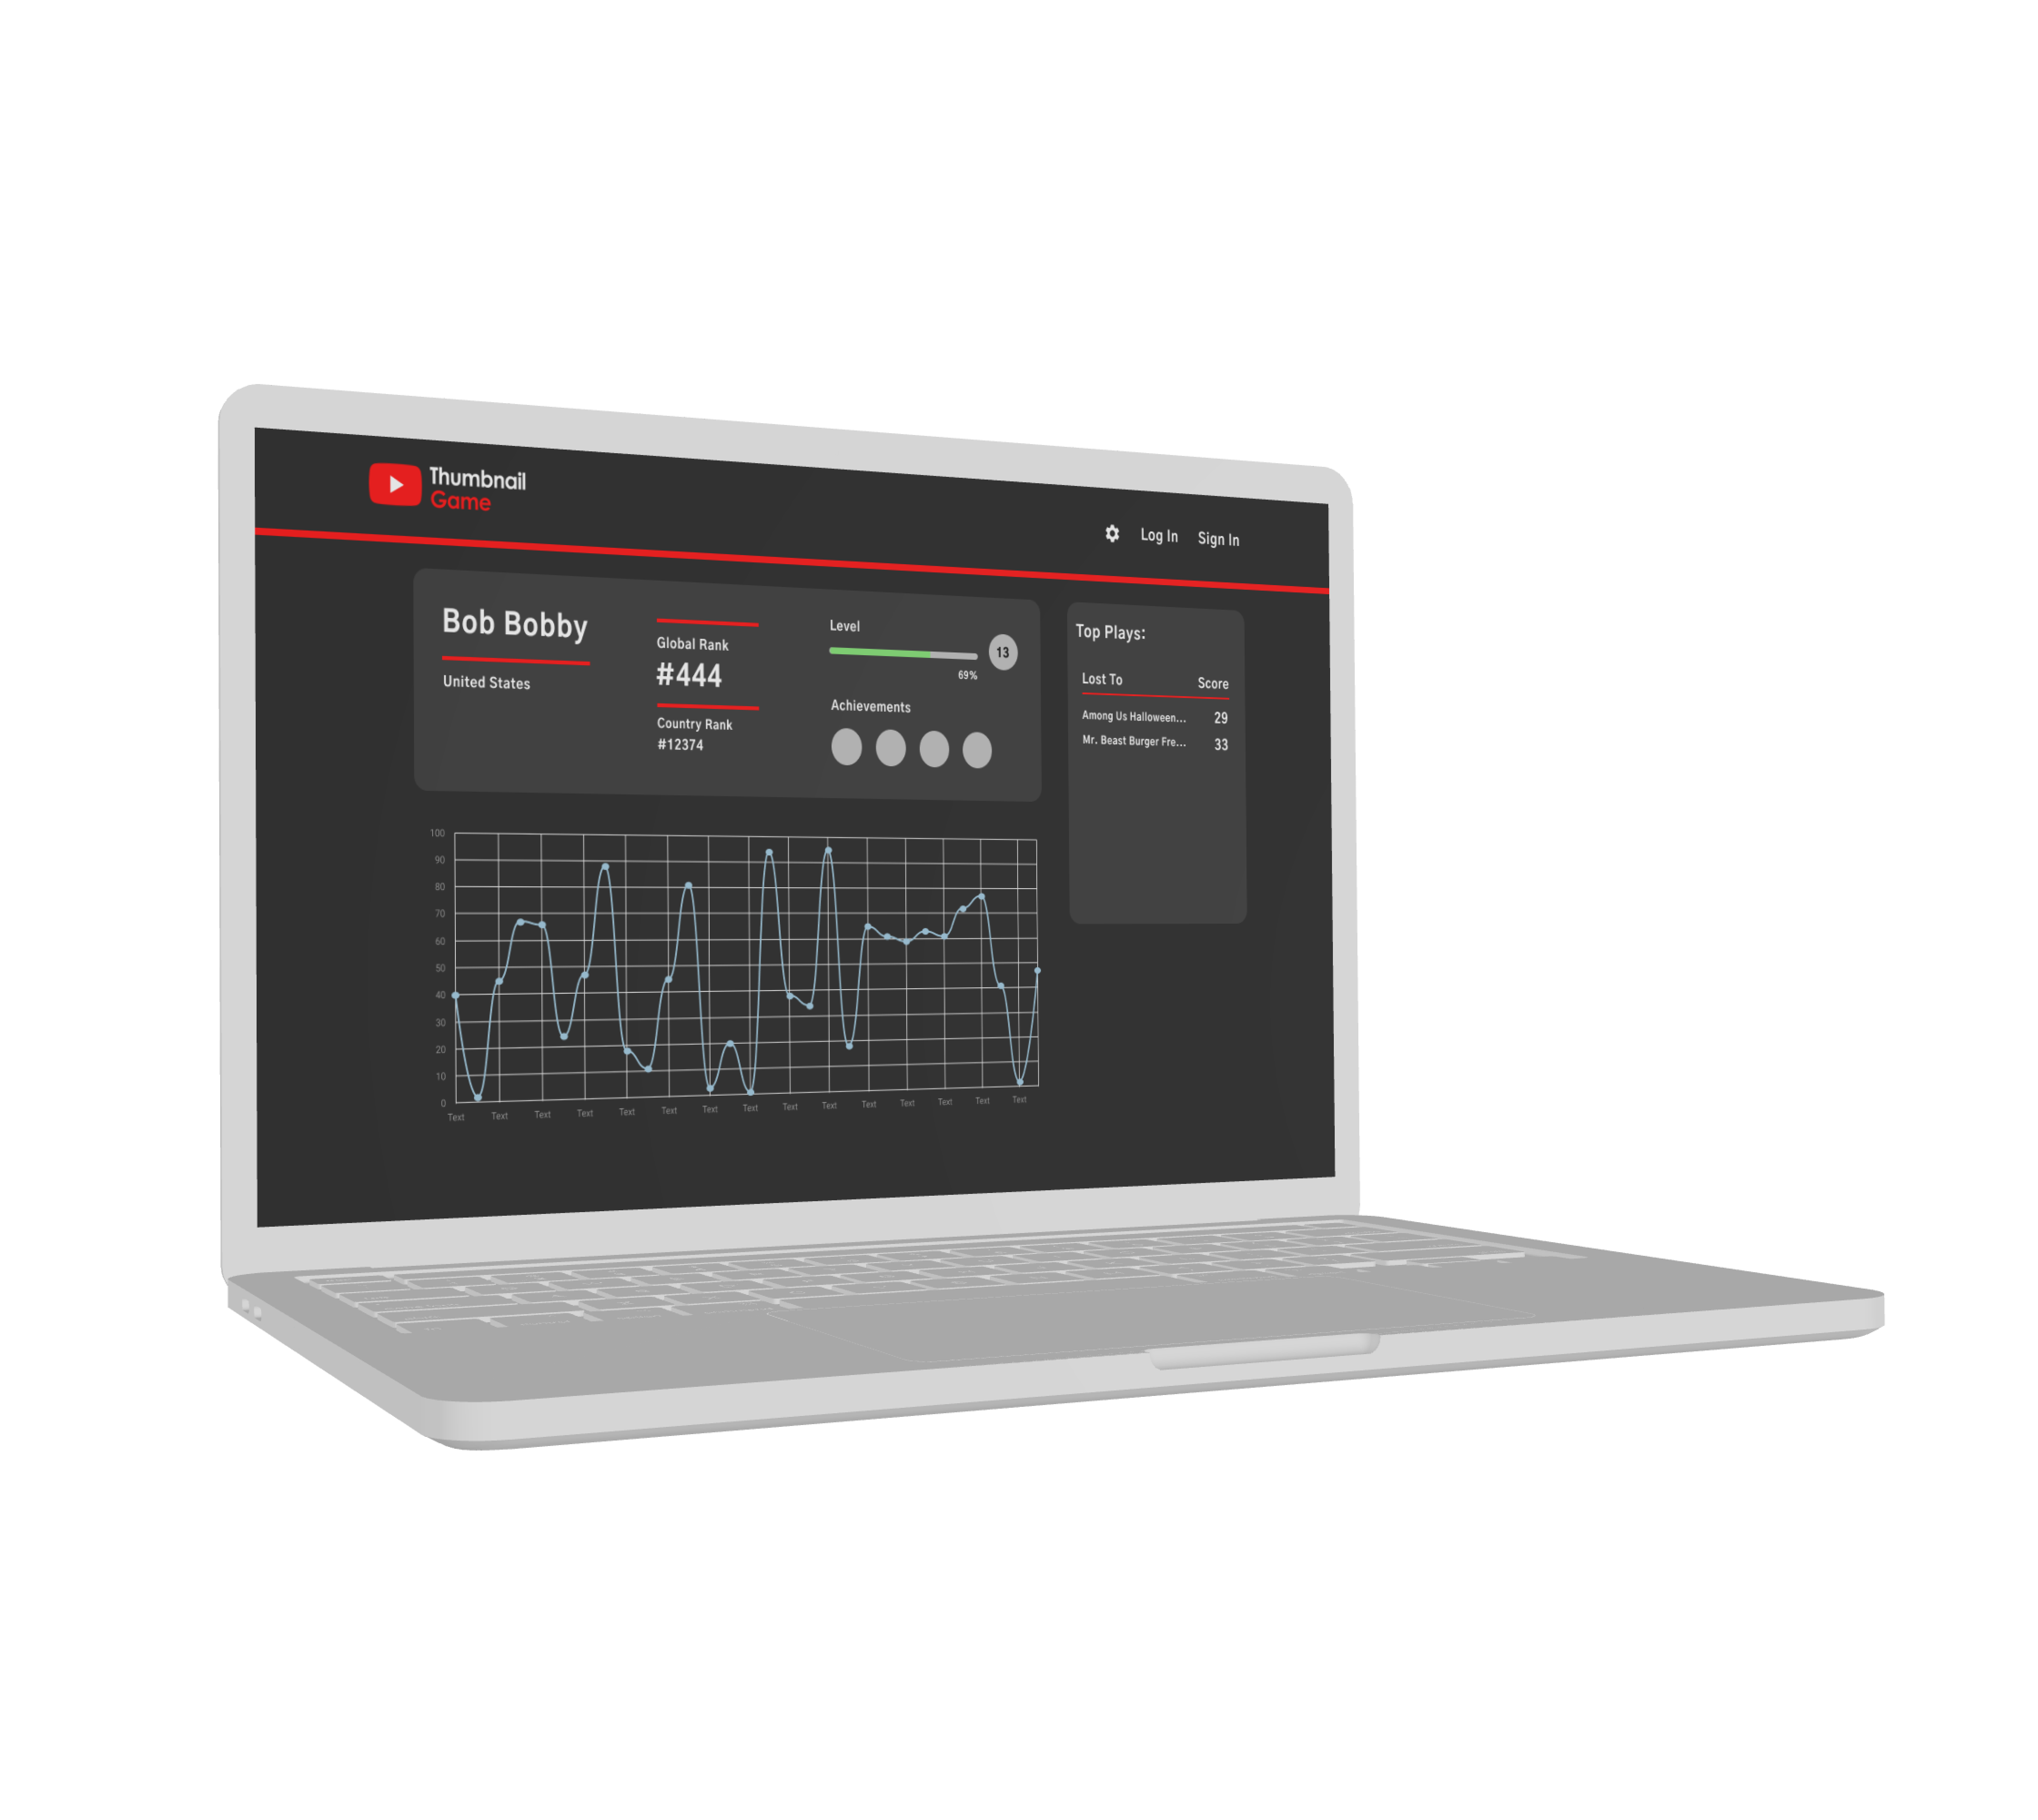 Thumbnail
Game
Log In
Sign In
Bob Bobby
United States
Global Rank
#444
Country Rank
#12374
Level
13
69%
Achievements
Top Plays:
Lost To Score
Among Us Halloween... 29
Mr. Beast Burger Fre... 33
100
90
80
70
60
50
40
30
20
10
0
Text Text Text Text Text Text Text Text Text Text Text Text Text Text Text